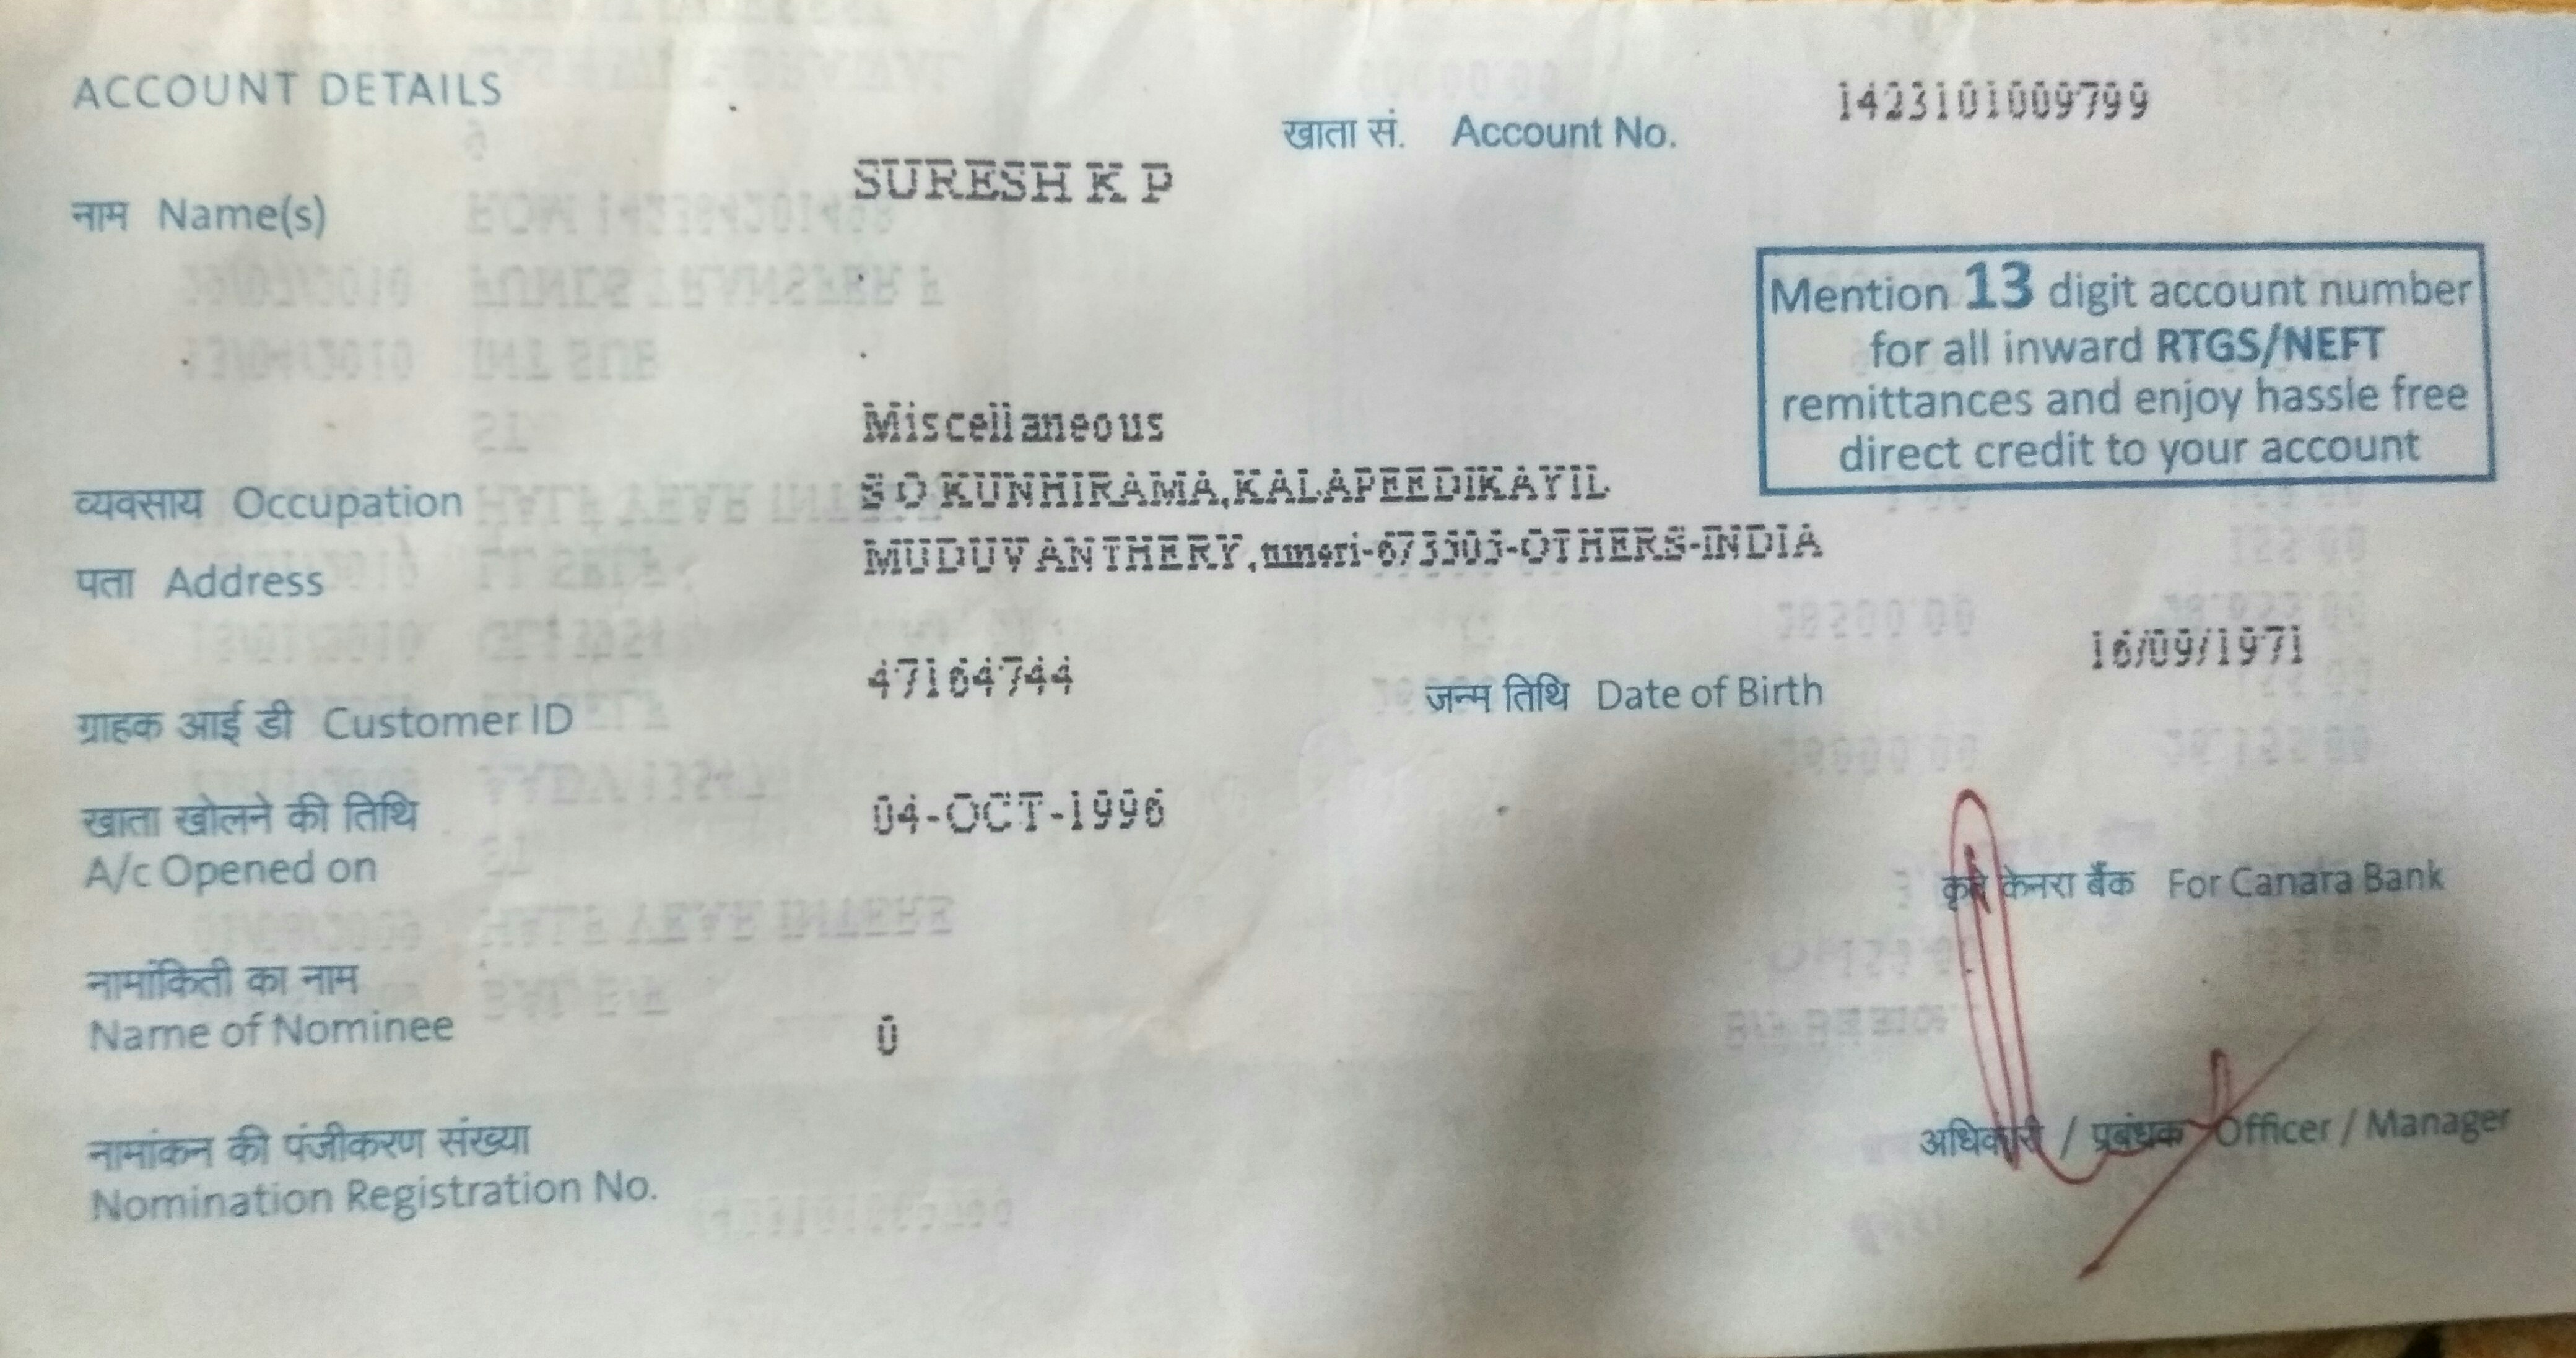 ACCOUNT DETAILS
खाता सं. Account No. 1423101009799
नाम Name(s) SURESH K P
Mention 13 digit account number
for all inward RTGS/NEFT
remittances and enjoy hassle free
direct credit to your account
Miscellaneous
व्यवसाय Occupation
S O KUNHIRAMA,KALAPEEDIKAYIL
पता Address
MUDUVANTHERY, -673503-OTHERS-INDIA
ग्राहक आई डी Customer ID 47164744
जन्म तिथि Date of Birth 16/09/1971
खाता खोलने की तिथि 04-OCT-1996
A/c Opened on
कृते केनरा बैंक For Canara Bank
नामांकिती का नाम
Name of Nominee 0
नामांकन की पंजीकरण संख्या
Nomination Registration No.
अधिकारी / प्रबंधक Officer / Manager